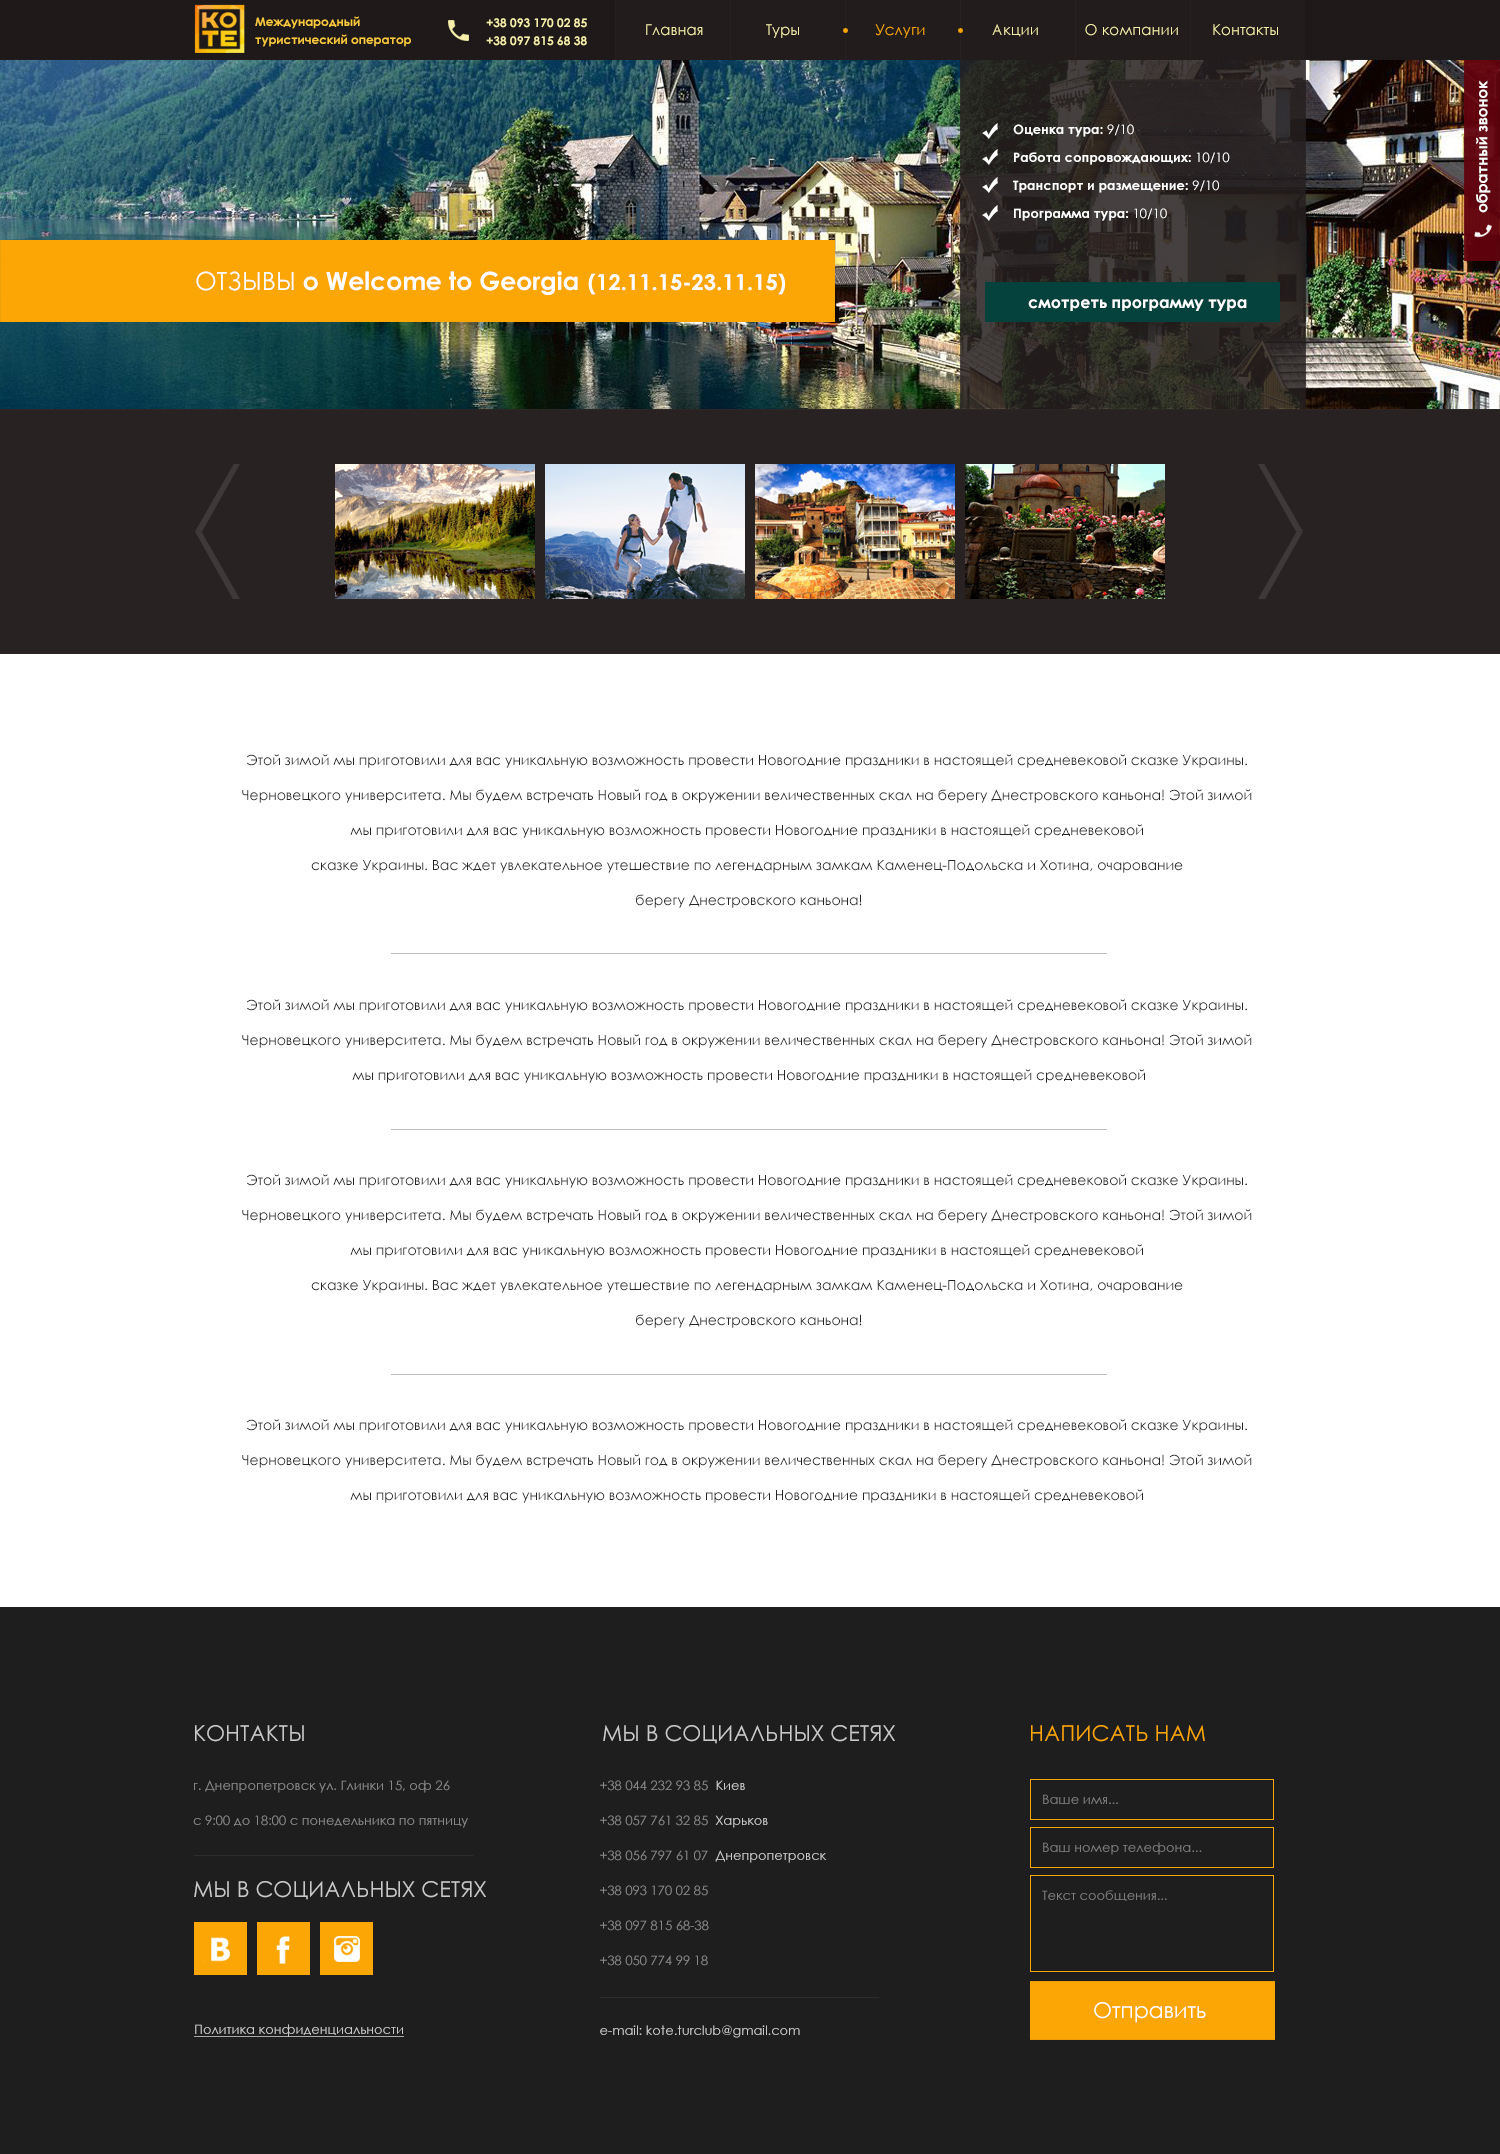 КОТЕ
Международный
туристический оператор
+38 093 170 02 85
+38 097 815 68 38
Главная
Туры
Услуги
Акции
О компании
Контакты
обратный звонок
Оценка тура: 9/10
Работа сопровождающих: 10/10
Транспорт и размещение: 9/10
Программа тура: 10/10
ОТЗЫВЫ о Welcome to Georgia (12.11.15-23.11.15)
смотреть программу тура
Этой зимой мы приготовили для вас уникальную возможность провести Новогодние праздники в настоящей средневековой сказке Украины.
Черновецкого университета. Мы будем встречать Новый год в окружении величественных скал на берегу Днестровского каньона! Этой зимой
мы приготовили для вас уникальную возможность провести Новогодние праздники в настоящей средневековой
сказке Украины. Вас ждет увлекательное утешествие по легендарным замкам Каменец-Подольска и Хотина, очарование
берегу Днестровского каньона!
Этой зимой мы приготовили для вас уникальную возможность провести Новогодние праздники в настоящей средневековой сказке Украины.
Черновецкого университета. Мы будем встречать Новый год в окружении величественных скал на берегу Днестровского каньона! Этой зимой
мы приготовили для вас уникальную возможность провести Новогодние праздники в настоящей средневековой
Этой зимой мы приготовили для вас уникальную возможность провести Новогодние праздники в настоящей средневековой сказке Украины.
Черновецкого университета. Мы будем встречать Новый год в окружении величественных скал на берегу Днестровского каньона! Этой зимой
мы приготовили для вас уникальную возможность провести Новогодние праздники в настоящей средневековой
сказке Украины. Вас ждет увлекательное утешествие по легендарным замкам Каменец-Подольска и Хотина, очарование
берегу Днестровского каньона!
Этой зимой мы приготовили для вас уникальную возможность провести Новогодние праздники в настоящей средневековой сказке Украины.
Черновецкого университета. Мы будем встречать Новый год в окружении величественных скал на берегу Днестровского каньона! Этой зимой
мы приготовили для вас уникальную возможность провести Новогодние праздники в настоящей средневековой
КОНТАКТЫ
г. Днепропетровск ул. Глинки 15, оф 26
с 9:00 до 18:00 с понедельника по пятницу
МЫ В СОЦИАЛЬНЫХ СЕТЯХ
B f
Политика конфиденциальности
МЫ В СОЦИАЛЬНЫХ СЕТЯХ
+38 044 232 93 85 Киев
+38 057 761 32 85 Харьков
+38 056 797 61 07 Днепропетровск
+38 093 170 02 85
+38 097 815 68-38
+38 050 774 99 18
e-mail: kote.turclub@gmail.com
НАПИСАТЬ НАМ
Ваше имя...
Ваш номер телефона...
Текст сообщения...
Отправить